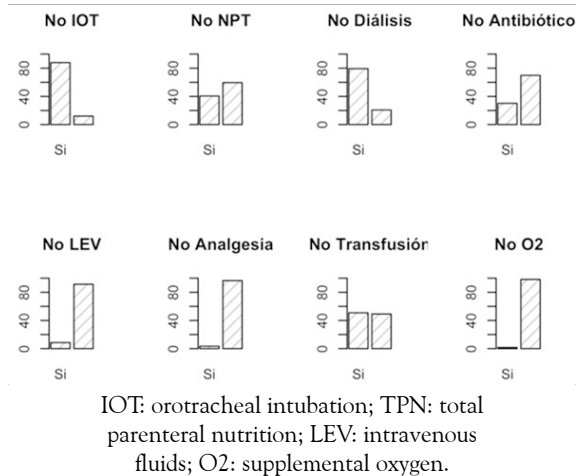 No IOT No NPT No Diálisis No Antibiótico
80 80 80 80
40 40 40 40
0 0 0 0
Si Si Si Si
No LEV No Analgesia No Transfusión No O2
80 80 80 80
40 40 40 40
0 0 0 0
Si Si Si Si
IOT: orotracheal intubation; TPN: total
parenteral nutrition; LEV: intravenous
fluids; O2: supplemental oxygen.